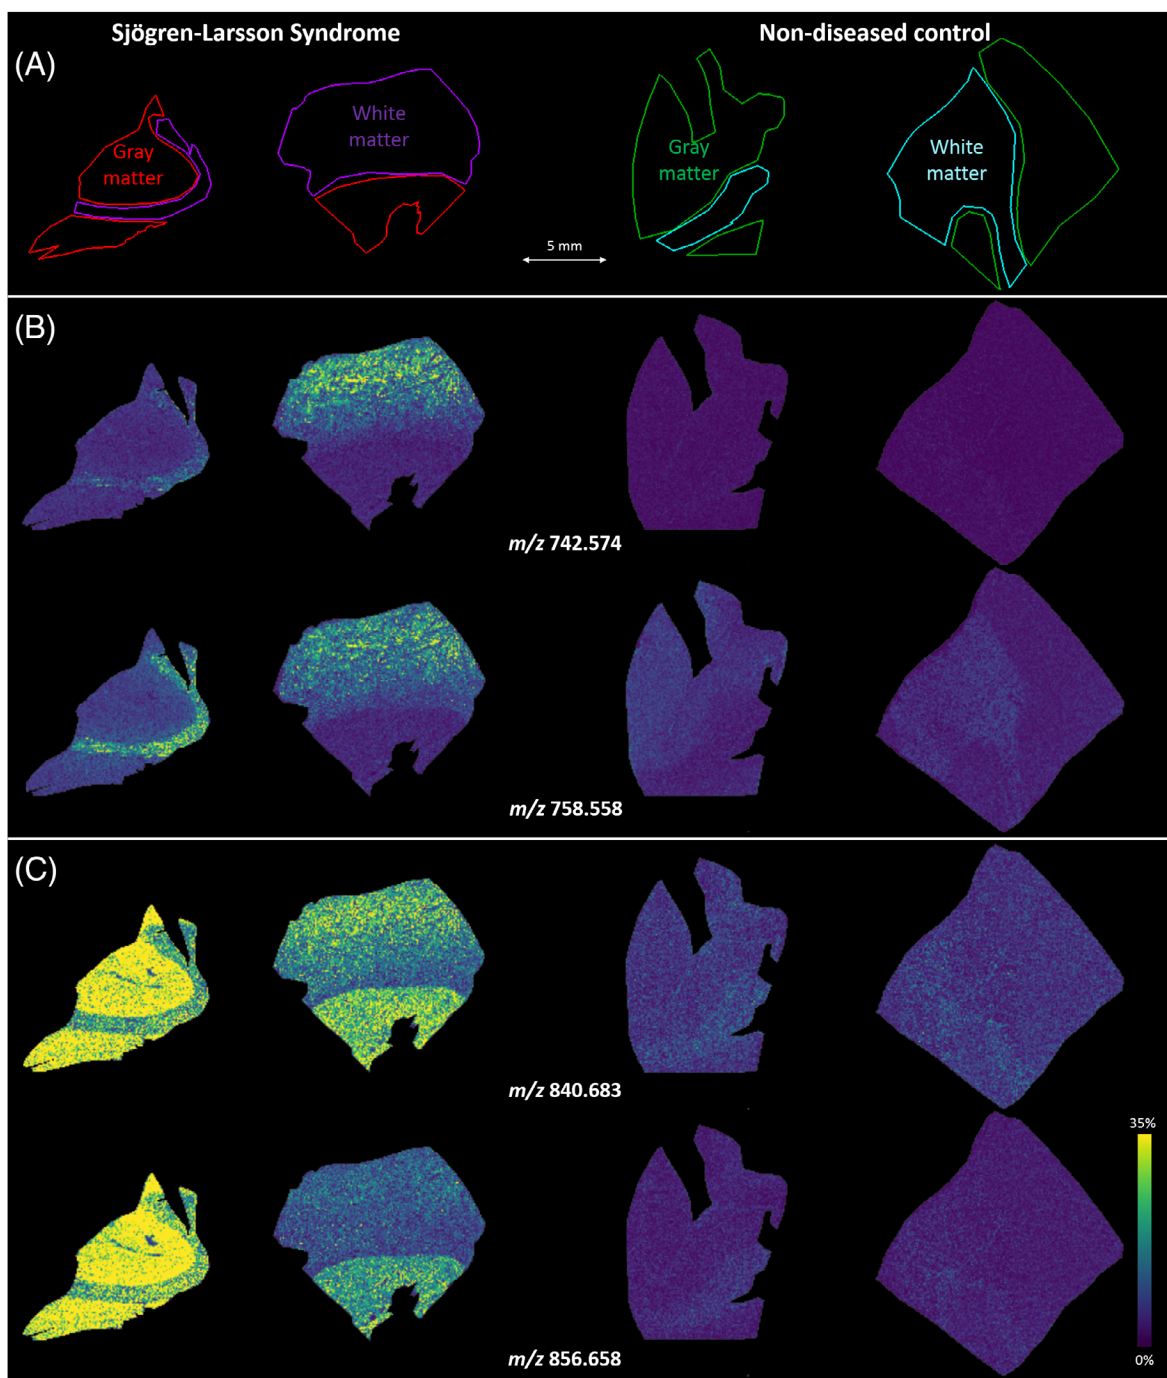 Sjögren-Larsson Syndrome
Non-diseased control
(A)
Gray
matter
White
matter
Gray
matter
White
matter
5 mm
(B)
m/z 742.574
m/z 758.558
(C)
m/z 840.683
35%
m/z 856.658
0%